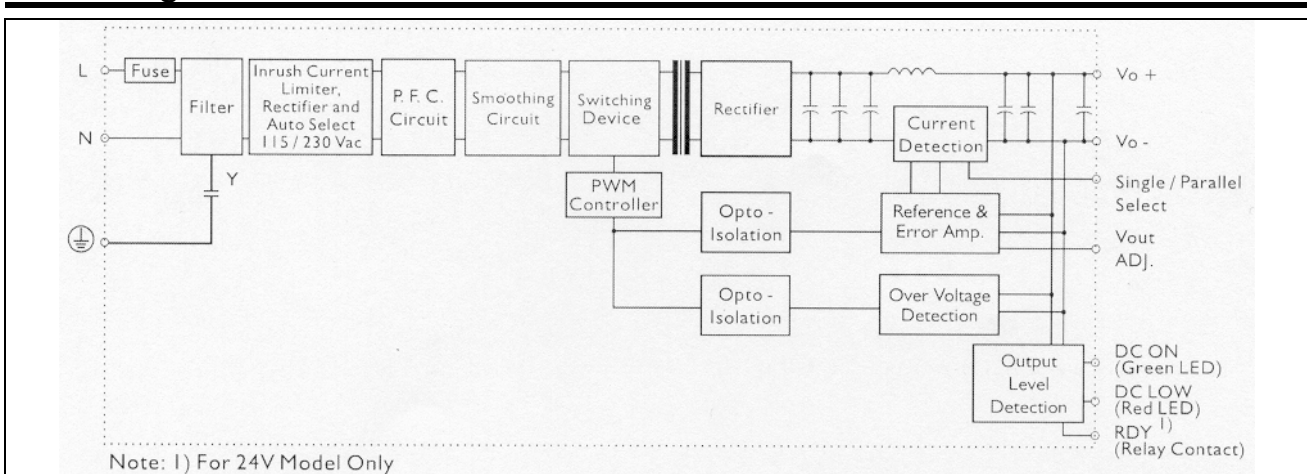 L
Fuse
Filter
Inrush Current
Limiter,
Rectifier and
Auto Select
115 / 230 Vac
P. F. C.
Circuit
Smoothing
Circuit
Switching
Device
Rectifier
Current
Detection
Vo +
N
Vo -
Y
PWM
Controller
Opto -
Isolation
Reference &
Error Amp.
Single / Parallel
Select
Vout
ADJ.
Opto -
Isolation
Over Voltage
Detection
Output
Level
Detection
DC ON
(Green LED)
DC LOW
(Red LED)
RDY 1)
(Relay Contact)
Note: 1) For 24V Model Only